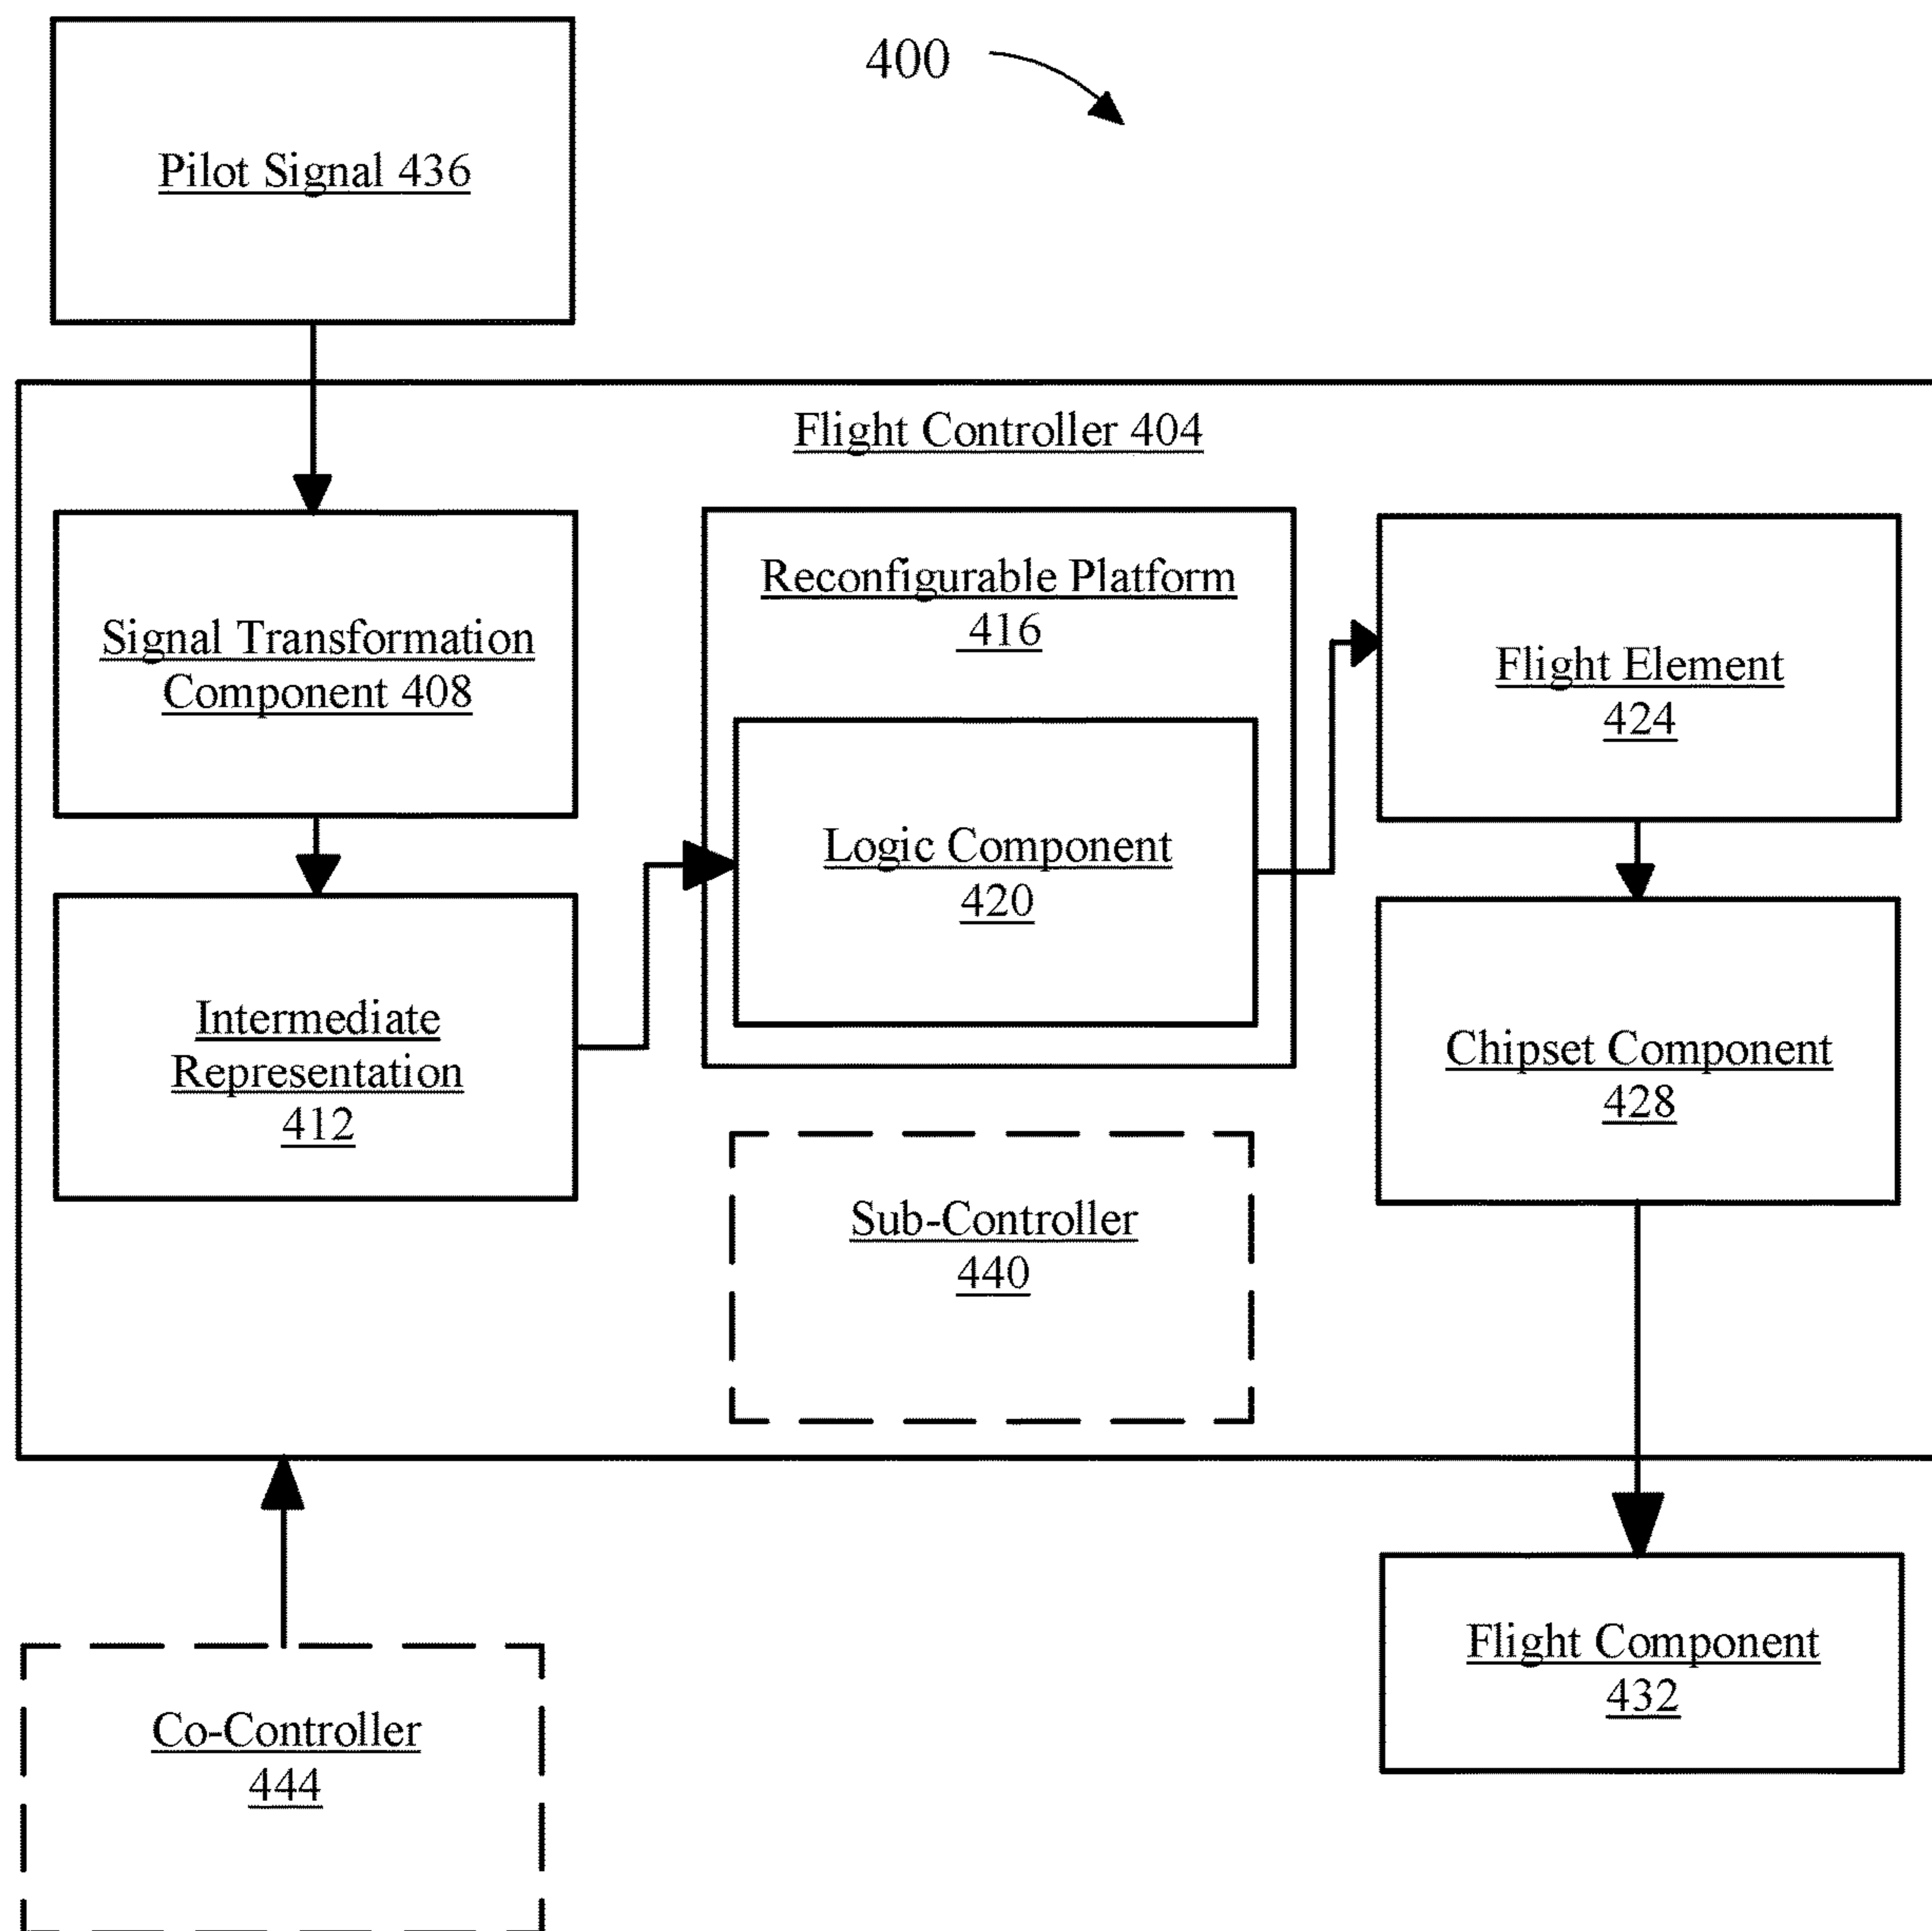 400
Pilot Signal 436
Flight Controller 404
Signal Transformation
Component 408
Intermediate
Representation
412
Reconfigurable Platform
416
Logic Component
420
Sub-Controller
440
Flight Element
424
Chipset Component
428
Flight Component
432
Co-Controller
444